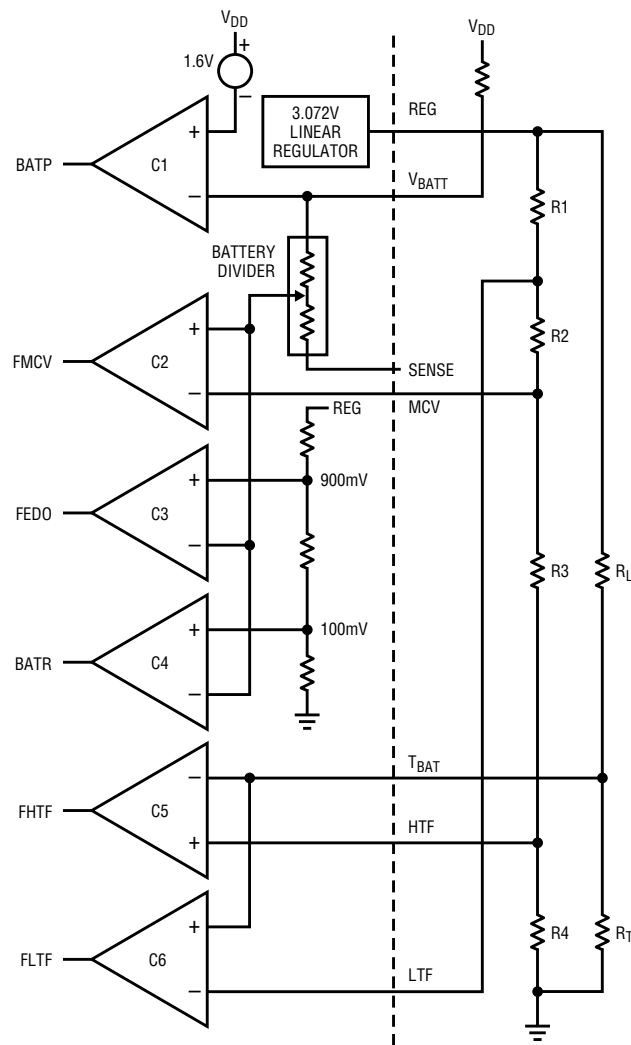 VDD
+
1.6V
−
VDD
3.072V
LINEAR
REGULATOR
REG
+
C1
−
BATP
VBATT
R1
BATTERY
DIVIDER
+
C2
−
FMCV
R2
SENSE
MCV
REG
+
C3
−
FEDO
900mV
R3
RL
+
C4
−
BATR
100mV
TBAT
−
C5
+
FHTF
HTF
+
C6
−
FLTF
R4
RT
LTF